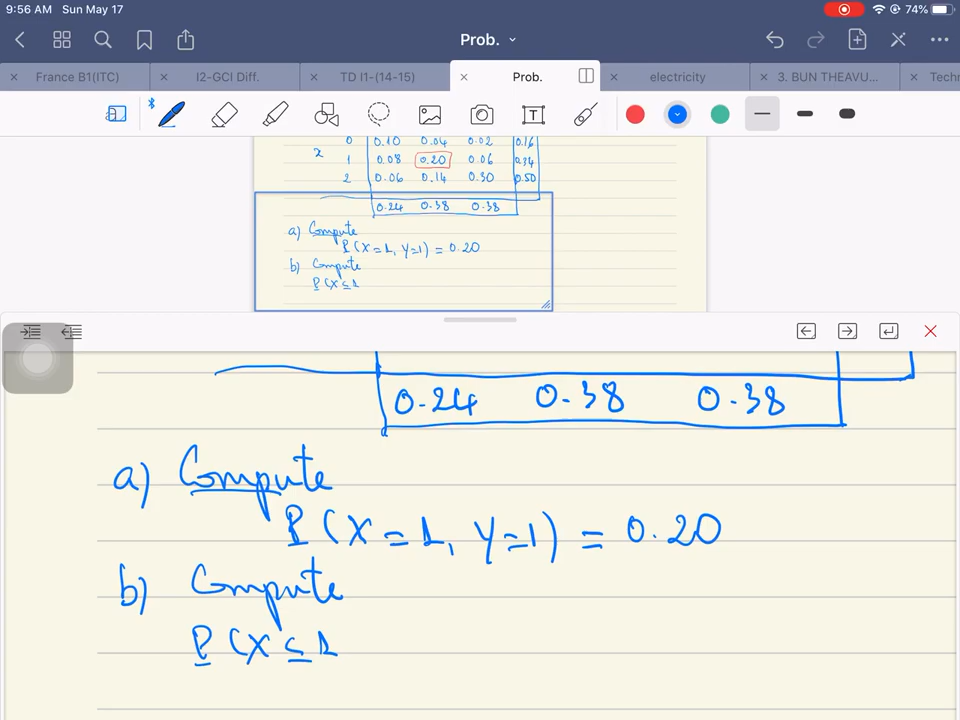 9:56 AM Sun May 17 74%
Prob.
France B1(ITC) I2-GCI Diff. TD I1-(14-15) Prob. electricity 3. BUN THEAVU... Techn
0 0.10 0.04 0.02 0.16
x 1 0.08 0.20 0.06 0.34
2 0.06 0.14 0.30 0.50
0.24 0.38 0.38
a) Compute
P(X=1, Y=1) = 0.20
b) Compute
P(X≤1
0.24 0.38 0.38
a) Compute
P(X=1, Y=1) = 0.20
b) Compute
P(X≤1